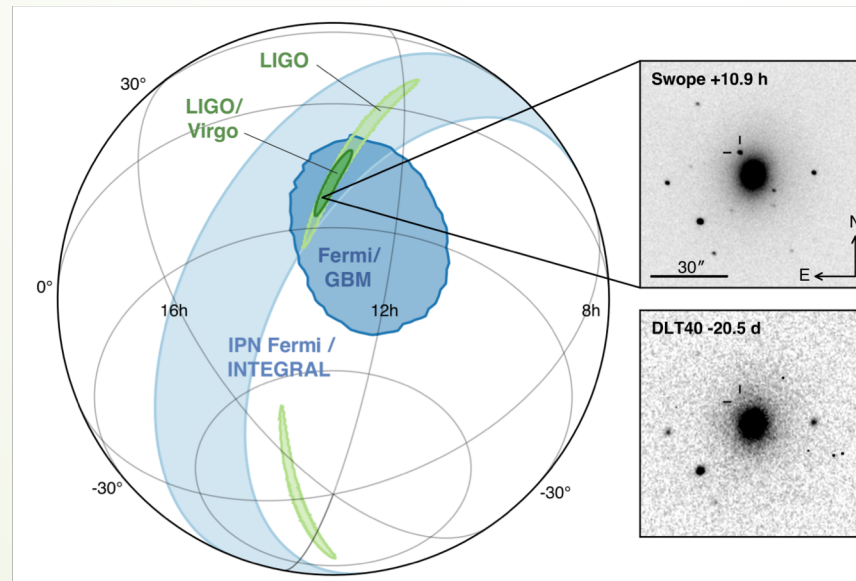 LIGO
30°
Swope +10.9 h
LIGO/
Virgo
N
30"
E
Fermi/
GBM
0°
16h
12h
8h
DLT40 -20.5 d
IPN Fermi /
INTEGRAL
-30°
-30°